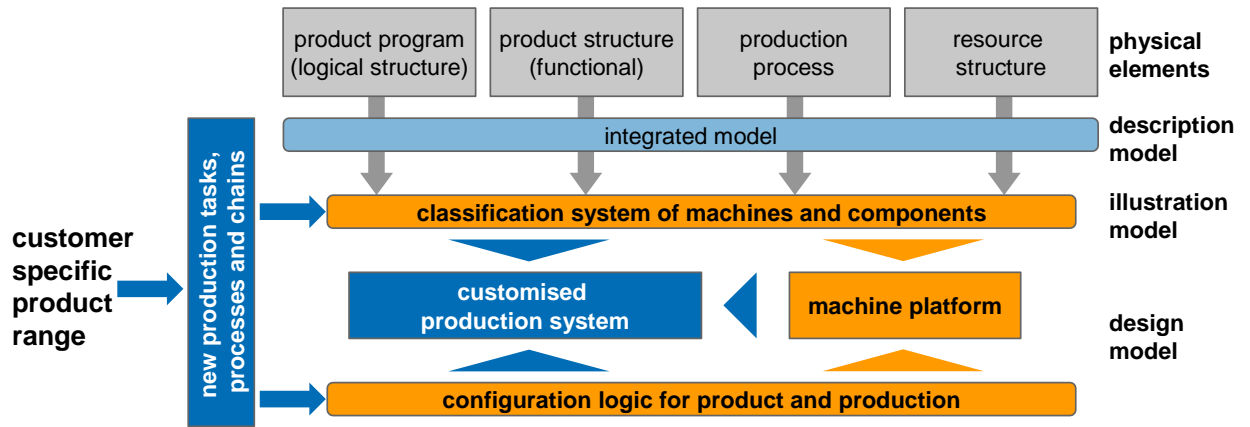 product program
(logical structure)
product structure
(functional)
production
process
resource
structure
physical
elements
integrated model
description
model
new production tasks,
processes and chains
classification system of machines and components
illustration
model
customer
specific
product
range
customised
production system
machine platform
design
model
configuration logic for product and production